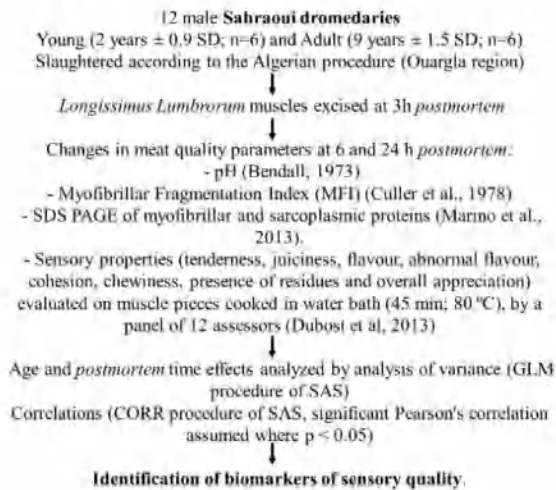 12 male Sahraoui dromedaries
Young (2 years ± 0.9 SD; n=6) and Adult (9 years ± 1.5 SD; n=6)
Slaughtered according to the Algerian procedure (Ouargla region)
Longissimus Lumbrorum muscles excised at 3h postmortem
Changes in meat quality parameters at 6 and 24 h postmortem:
- pH (Bendall, 1973)
- Myofibrillar Fragmentation Index (MFI) (Culler et al., 1978)
- SDS PAGE of myofibrillar and sarcoplasmic proteins (Marino et al., 2013).
- Sensory properties (tenderness, juiciness, flavour, abnormal flavour,
cohesion, chewiness, presence of residues and overall appreciation)
evaluated on muscle pieces cooked in water bath (45 min; 80 °C), by a
panel of 12 assessors (Dubost et al, 2013)
Age and postmortem time effects analyzed by analysis of variance (GLM
procedure of SAS)
Correlations (CORR procedure of SAS, significant Pearson's correlation
assumed where p < 0.05)
Identification of biomarkers of sensory quality